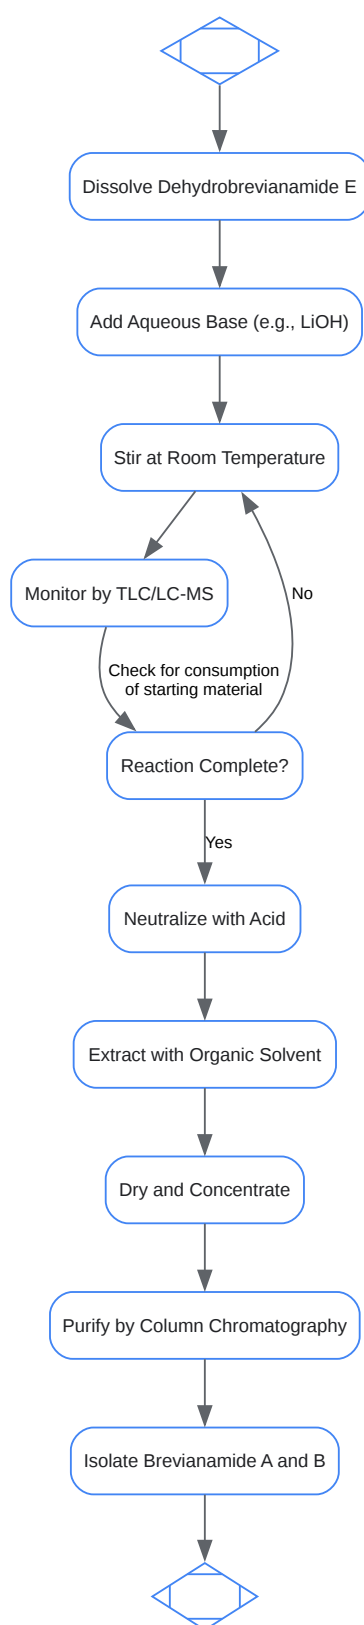 Dissolve Dehydrobrevianamide E
Add Aqueous Base (e.g., LiOH)
Stir at Room Temperature
Monitor by TLC/LC-MS
No
Check for consumption
of starting material
Reaction Complete?
Yes
Neutralize with Acid
Extract with Organic Solvent
Dry and Concentrate
Purify by Column Chromatography
Isolate Brevianamide A and B